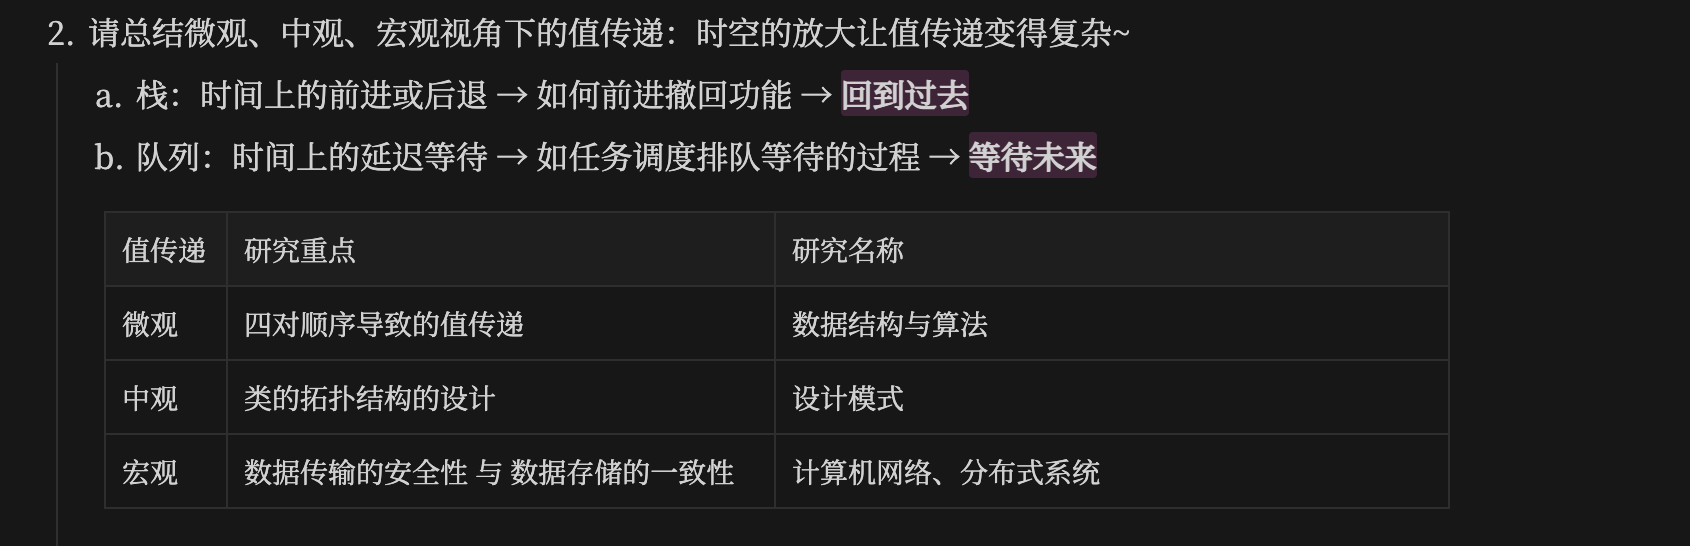 2. 请总结微观、中观、宏观视角下的值传递：时空的放大让值传递变得复杂~
a. 栈：时间上的前进或后退 → 如何前进撤回功能 → 回到过去
b. 队列：时间上的延迟等待 → 如任务调度排队等待的过程 → 等待未来
值传递 研究重点 研究名称
微观 四对顺序导致的值传递 数据结构与算法
中观 类的拓扑结构的设计 设计模式
宏观 数据传输的安全性 与 数据存储的一致性 计算机网络、分布式系统